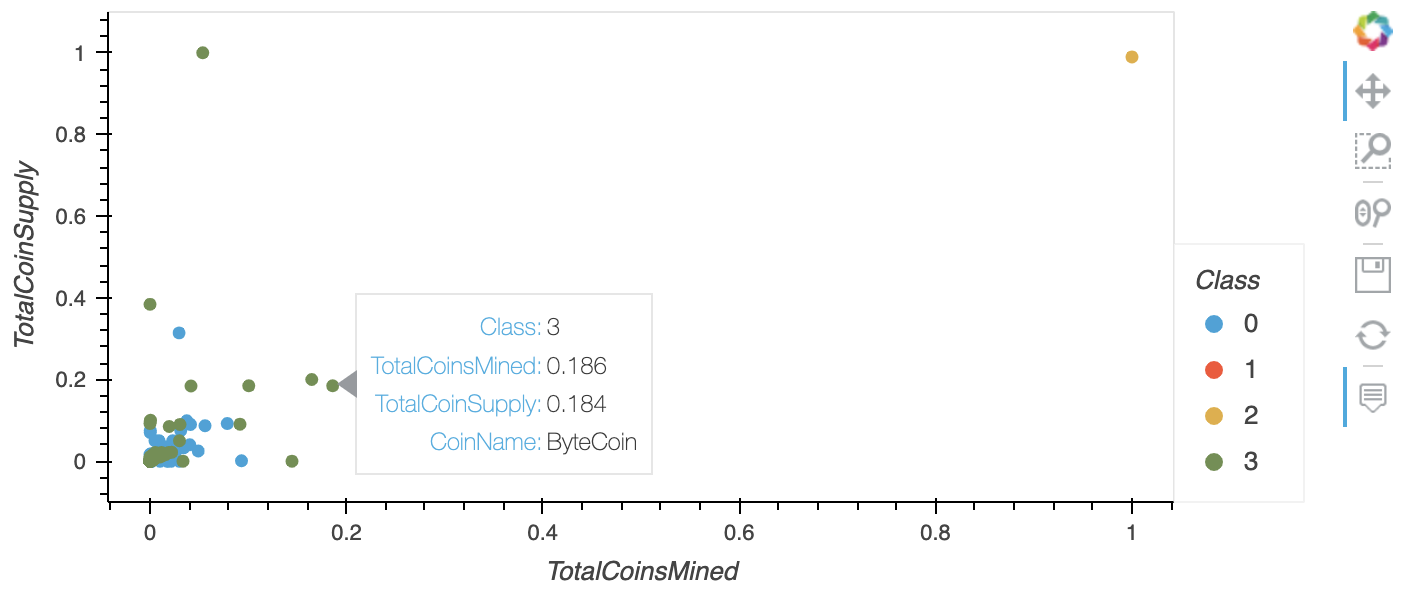 TotalCoinSupply
1
0.8
0.6
0.4
0.2
0
0
0.2
0.4
0.6
0.8
1
TotalCoinsMined
Class: 3
TotalCoinsMined: 0.186
TotalCoinSupply: 0.184
CoinName: ByteCoin
Class
0
1
2
3